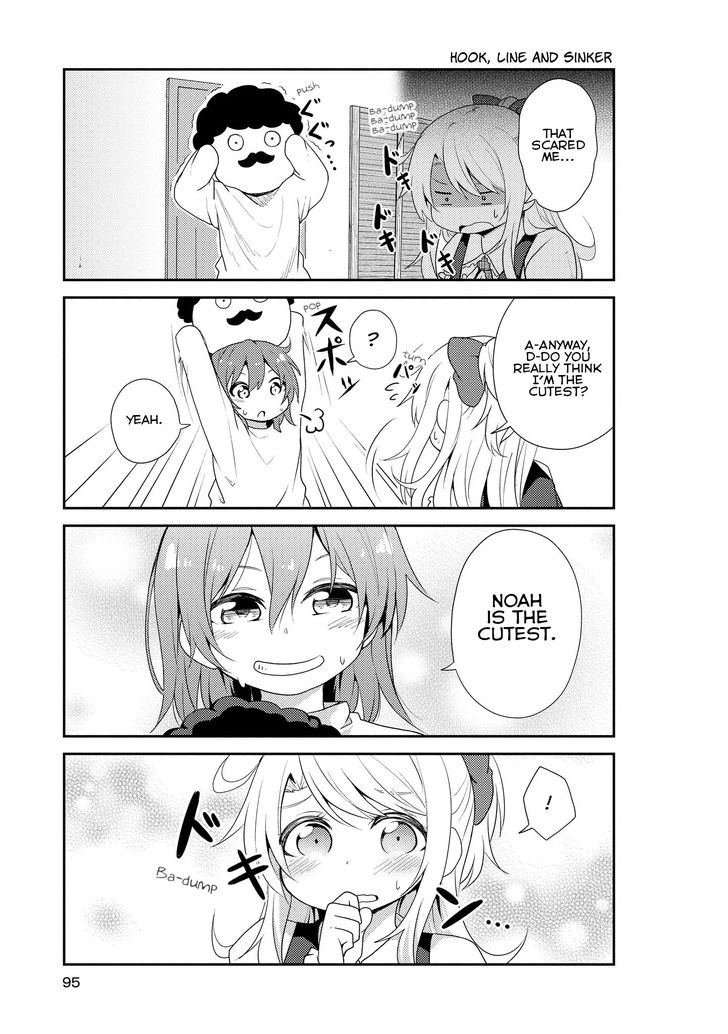 HOOK, LINE AND SINKER
THAT
SCARED
ME...
Ba-dump
Ba-dump
Ba-dump
ドキ
ドドン
push
ぐぐっ…
A-ANYWAY,
D-DO YOU
REALLY THINK
I'M THE
CUTEST?
turn
パッ
?
POP
スポッ
YEAH.
NOAH
IS THE
CUTEST.
!
ドキーン…
Ba-dump
95